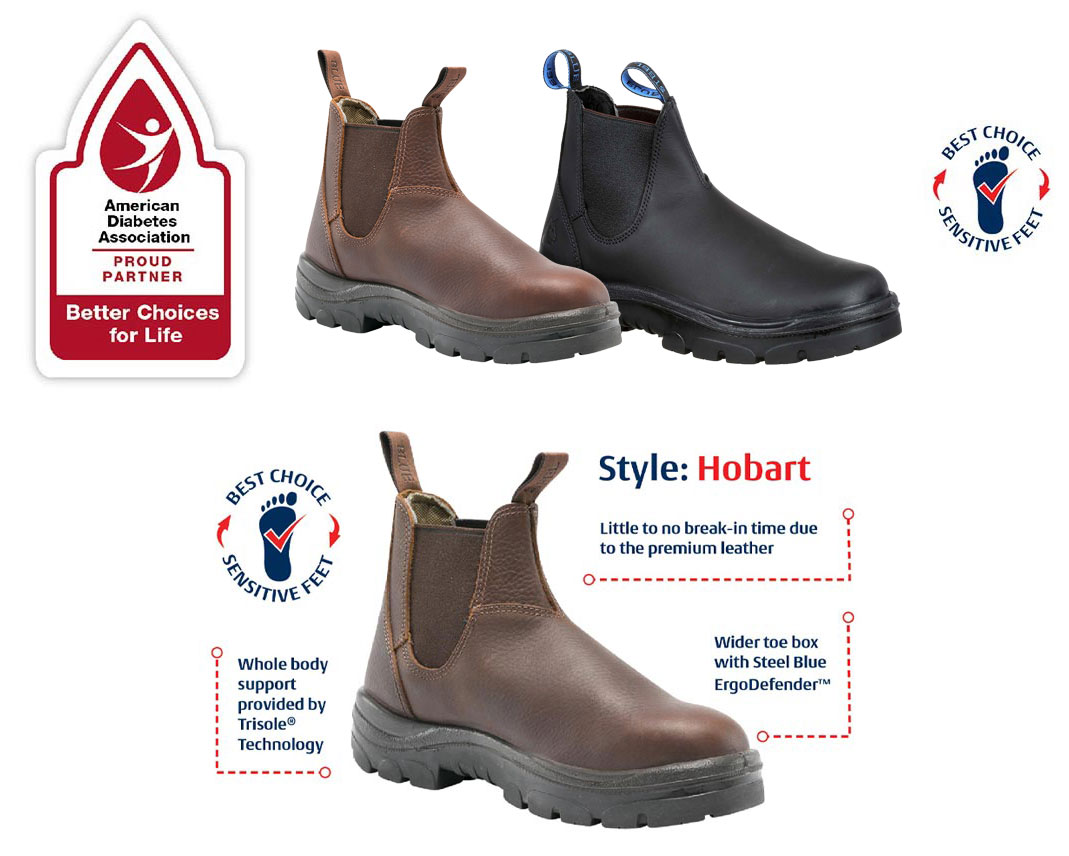 American
Diabetes
Association
PROUD
PARTNER
Better Choices
for Life
BLUE
BEST CHOICE
SENSITIVE FEET
BEST CHOICE
SENSITIVE FEET
BLUE
Style: Hobart
Little to no break-in time due
to the premium leather
Wider toe box
with Steel Blue
ErgoDefender™
Whole body
support
provided by
Trisole®
Technology